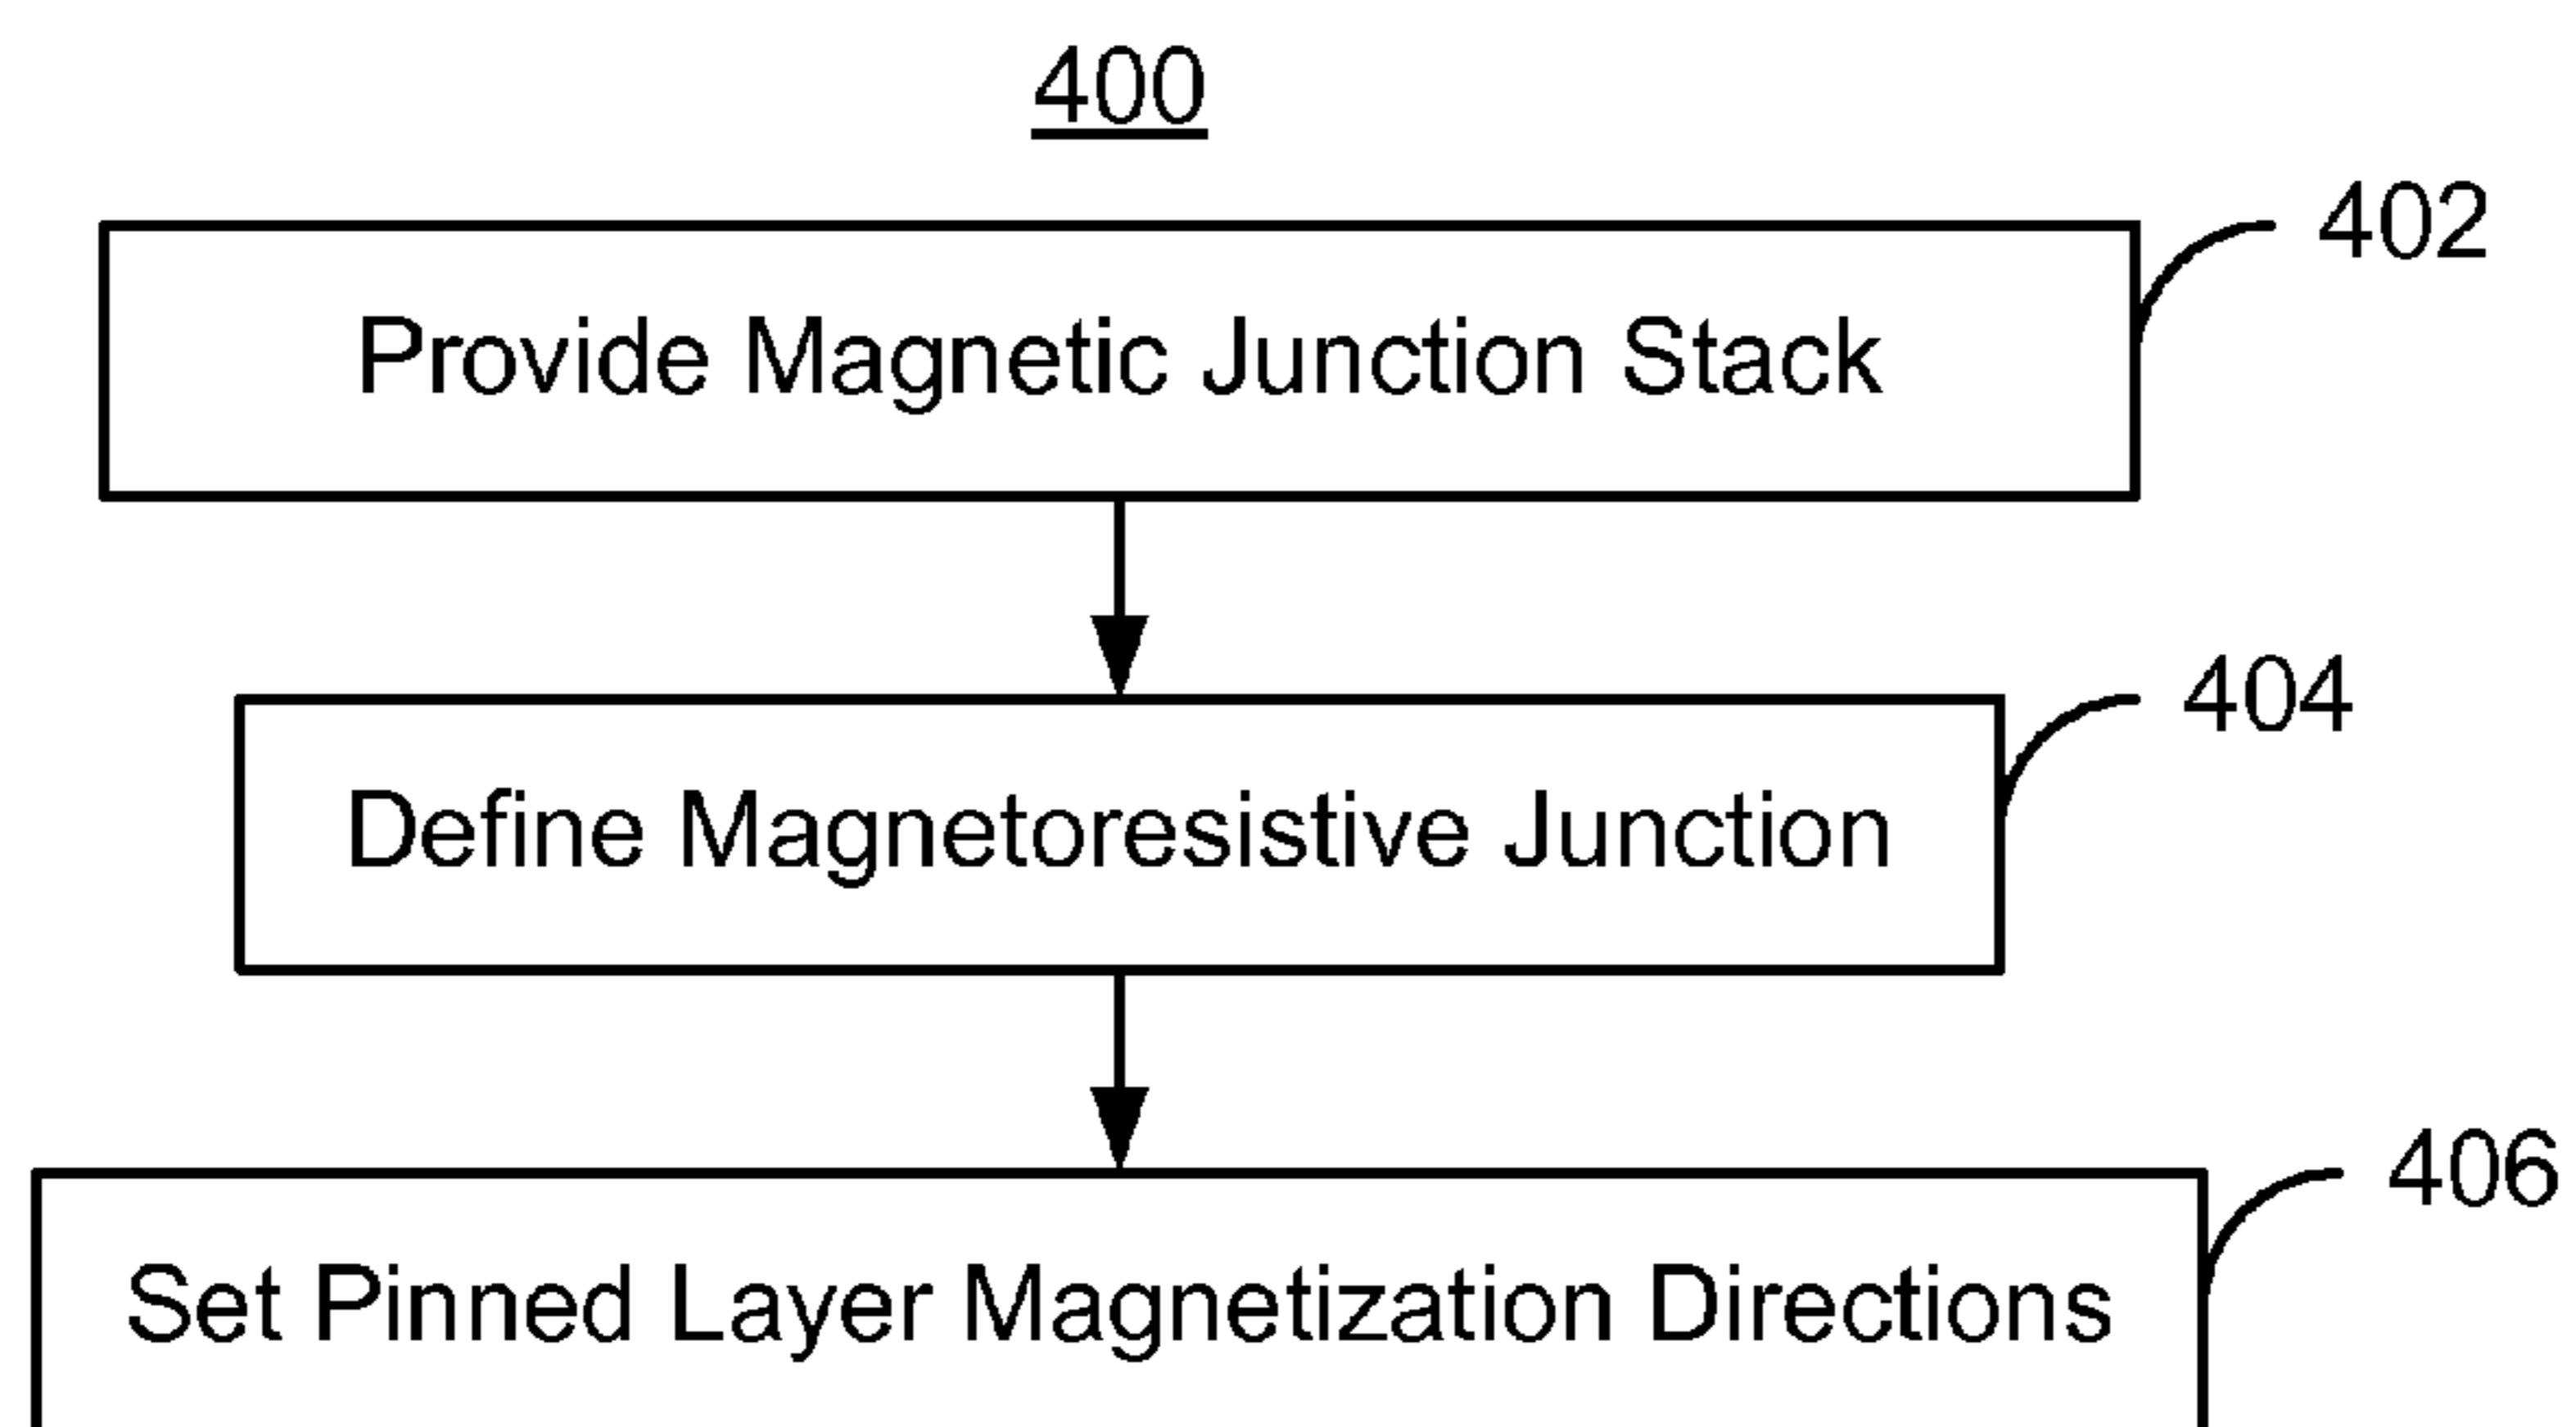 400
402
Provide Magnetic Junction Stack
404
Define Magnetoresistive Junction
406
Set Pinned Layer Magnetization Directions